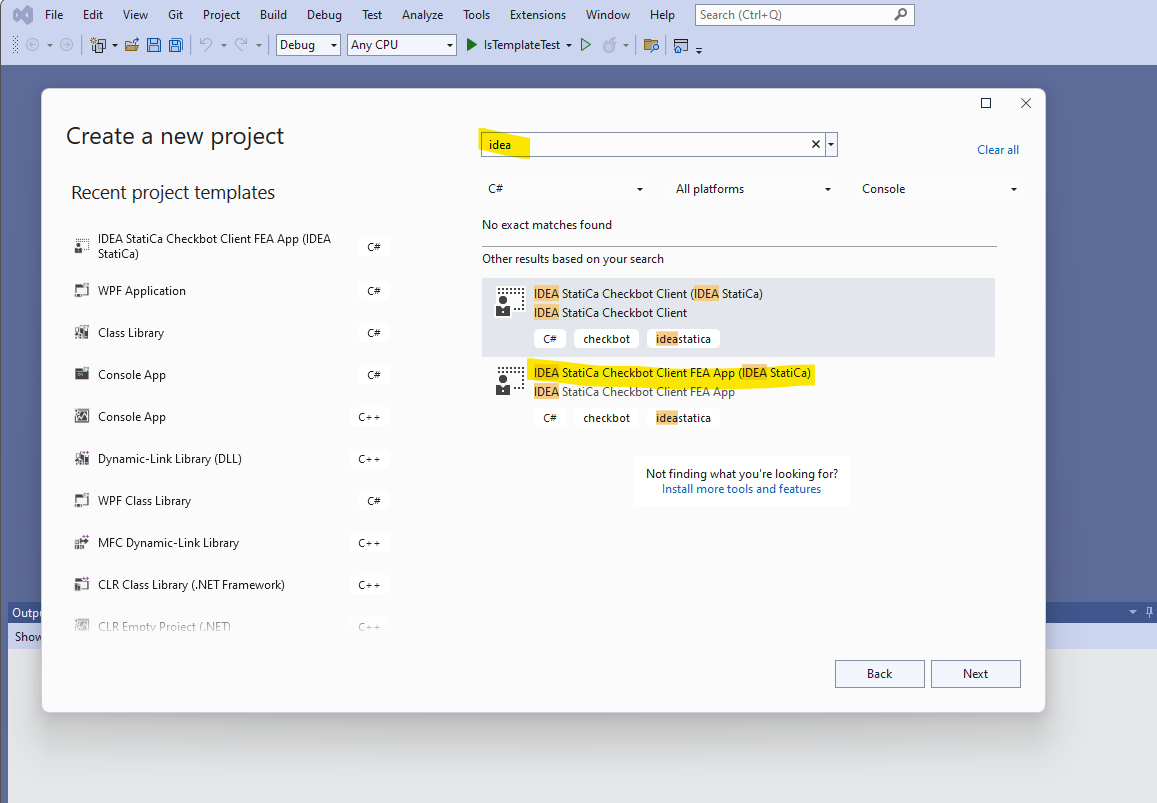 File Edit View Git Project Build Debug Test Analyze Tools Extensions Window Help Search (Ctrl+Q)
Debug Any CPU IsTemplateTest
Create a new project
idea
Clear all
Recent project templates
C# All platforms Console
No exact matches found
IDEA StatiCa Checkbot Client FEA App (IDEA
StatiCa)
C#
WPF Application C#
Class Library C#
Console App C#
Console App C++
Dynamic-Link Library (DLL) C++
WPF Class Library C#
MFC Dynamic-Link Library C++
CLR Class Library (.NET Framework) C++
CLR Empty Project (.NET) C++
Other results based on your search
IDEA StatiCa Checkbot Client (IDEA StatiCa)
IDEA StatiCa Checkbot Client
C# checkbot ideastatica
IDEA StatiCa Checkbot Client FEA App (IDEA StatiCa)
IDEA StatiCa Checkbot Client FEA App
C# checkbot ideastatica
Not finding what you're looking for?
Install more tools and features
Show
Back Next